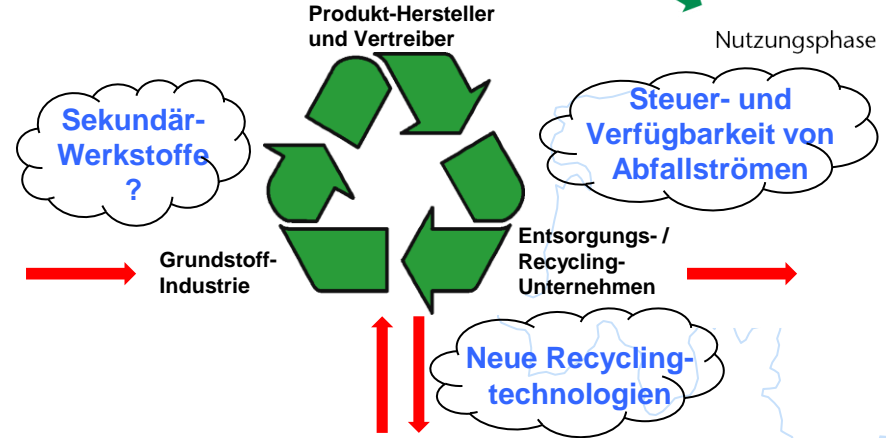 Produkt-Hersteller
und Vertreiber
Nutzungsphase
Sekundär-
Werkstoffe
?
Steuer- und
Verfügbarkeit von
Abfallströmen
Grundstoff-
Industrie
Entsorgungs- /
Recycling-
Unternehmen
Neue Recycling-
technologien